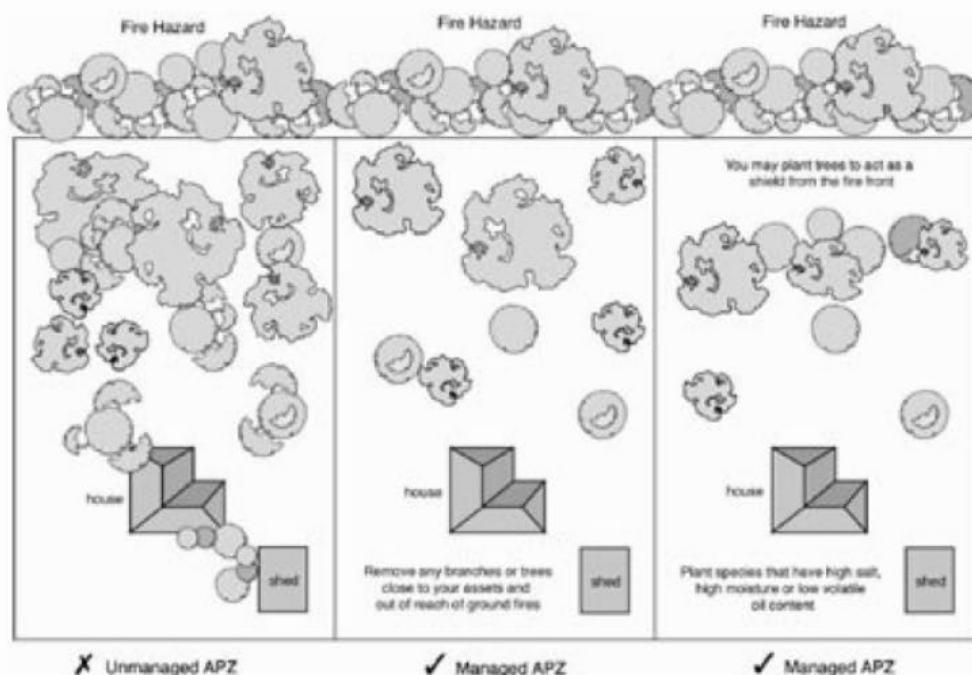 Fire Hazard
Fire Hazard
Fire Hazard
You may plant trees to act as a
shield from the fire front
house
house
house
shed
Remove any branches or trees
close to your assets and
out of reach of ground fires
shed
Plant species that have high salt,
high moisture or low volatile
oil content
shed
✗ Unmanaged APZ
✓ Managed APZ
✓ Managed APZ